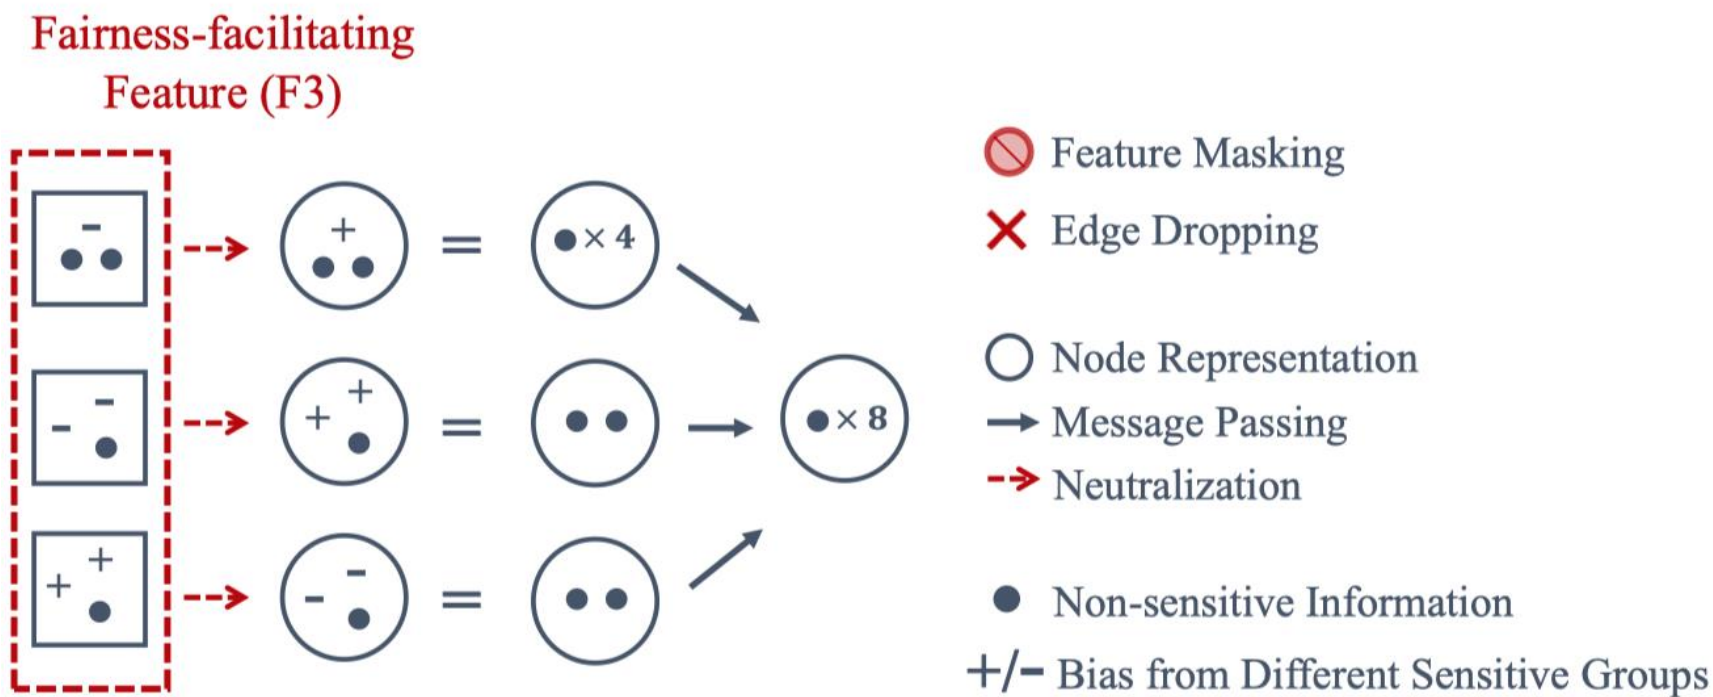 Fairness-facilitating
Feature (F3)
-
+
= 
× 4
- -
+ +
=
× 8
+ +
- -
=
Feature Masking
Edge Dropping
Node Representation
Message Passing
Neutralization
Non-sensitive Information
+/- Bias from Different Sensitive Groups